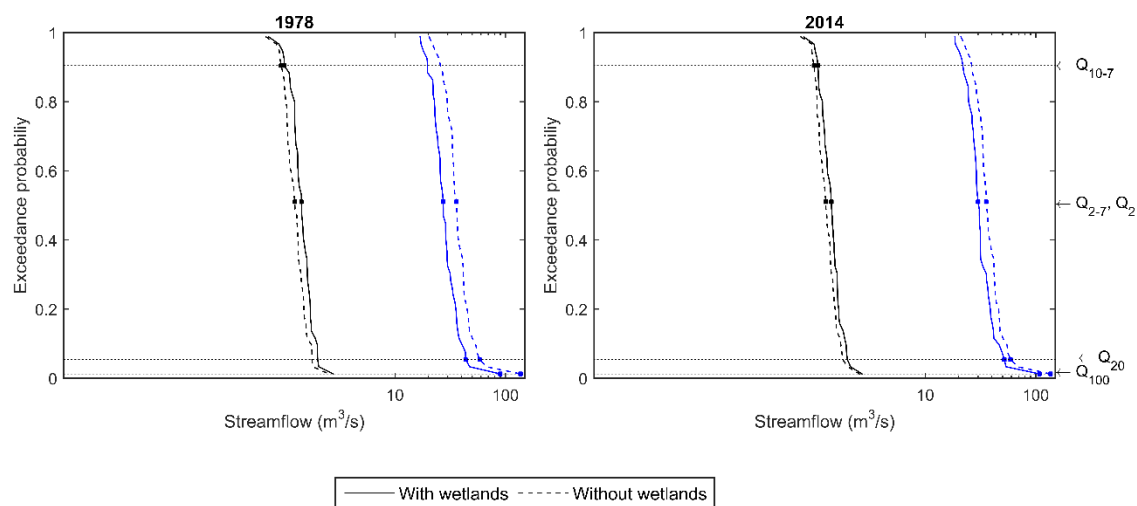 1978
2014
1
0.8
0.6
0.4
0.2
0
Exceedance probabiliy
10
100
Streamflow (m³/s)
1
0.8
0.6
0.4
0.2
0
Exceedance probabiliy
10
100
Streamflow (m³/s)
Q₁₀₋₇
Q₂₋₇, Q₂
Q₂₀
Q₁₀₀
With wetlands
Without wetlands